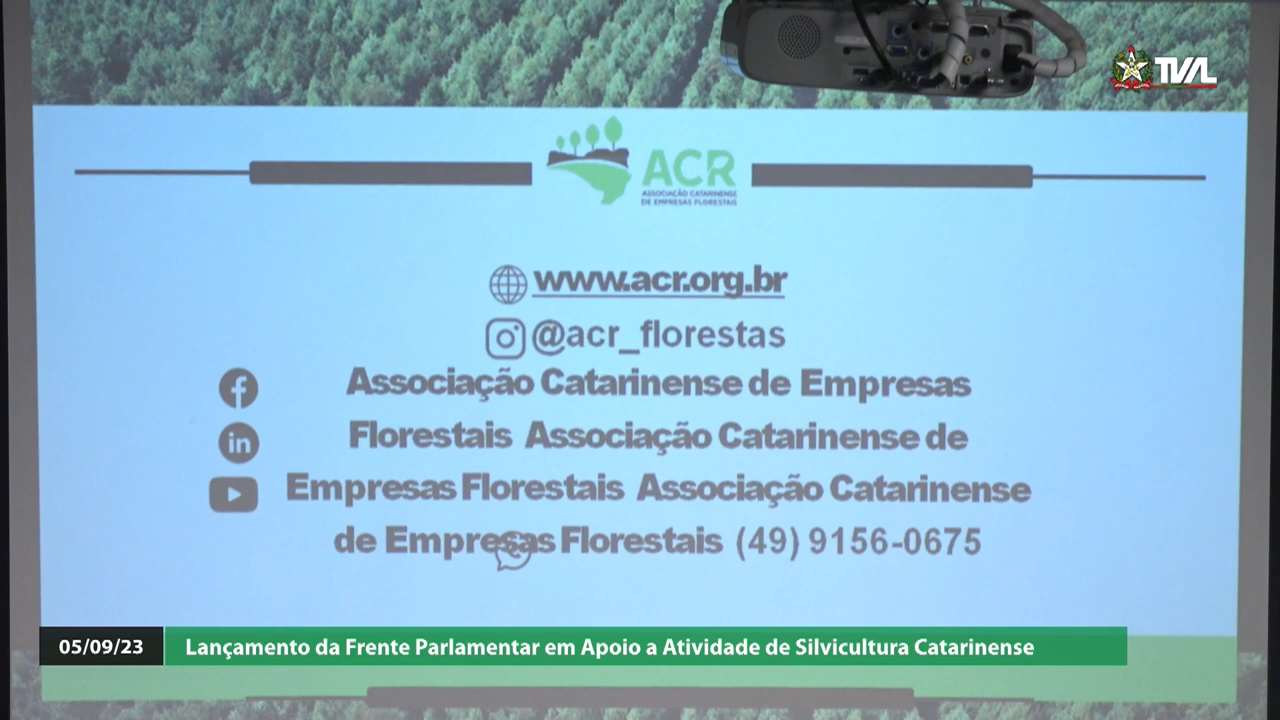 TVAL
ACR
ASSOCIAÇÃO CATARINENSE
DE EMPRESAS FLORESTAIS
www.acr.org.br
@acr_florestas
Associação Catarinense de Empresas
Florestais Associação Catarinense de
Empresas Florestais Associação Catarinense
de Empresas Florestais (49) 9156-0675
05/09/23 Lançamento da Frente Parlamentar em Apoio a Atividade de Silvicultura Catarinense